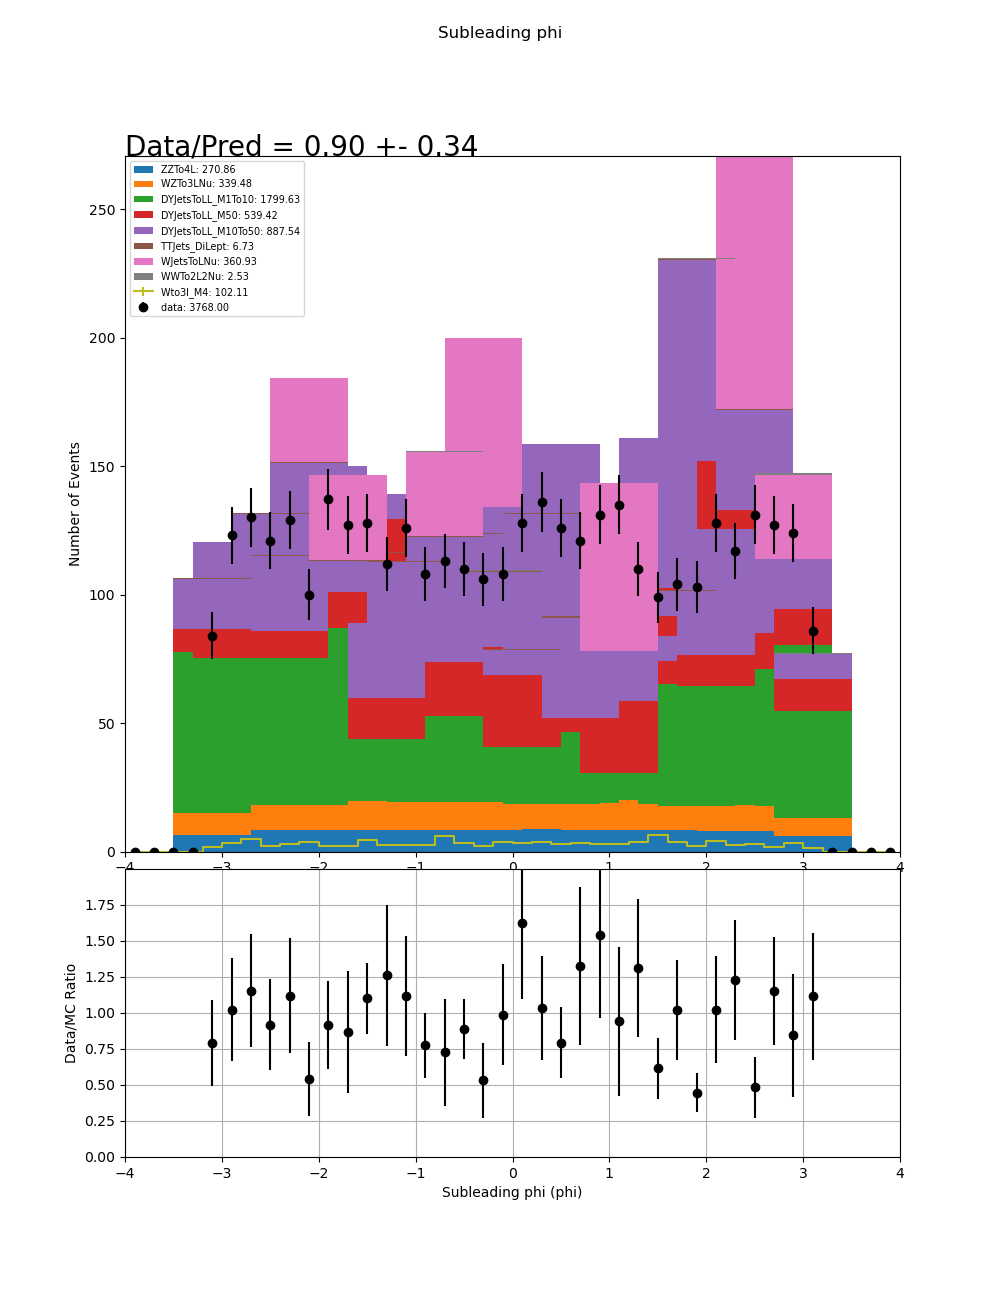 Subleading phi
Data/Pred = 0.90 +- 0.34
ZZTo4L: 270.86
WZTo3LNu: 339.48
DYJetsToLL_M1To10: 1799.63
DYJetsToLL_M50: 539.42
DYJetsToLL_M10To50: 887.54
TTJets_DiLept: 6.73
WJetsToLNu: 360.93
WWTo2L2Nu: 2.53
Wto3l_M4: 102.11
data: 3768.00
Number of Events
250
200
150
100
50
0
−4 −3 −2 −1 0 1 2 3 4
Data/MC Ratio
1.75
1.50
1.25
1.00
0.75
0.50
0.25
0.00
−4 −3 −2 −1 0 1 2 3 4
Subleading phi (phi)